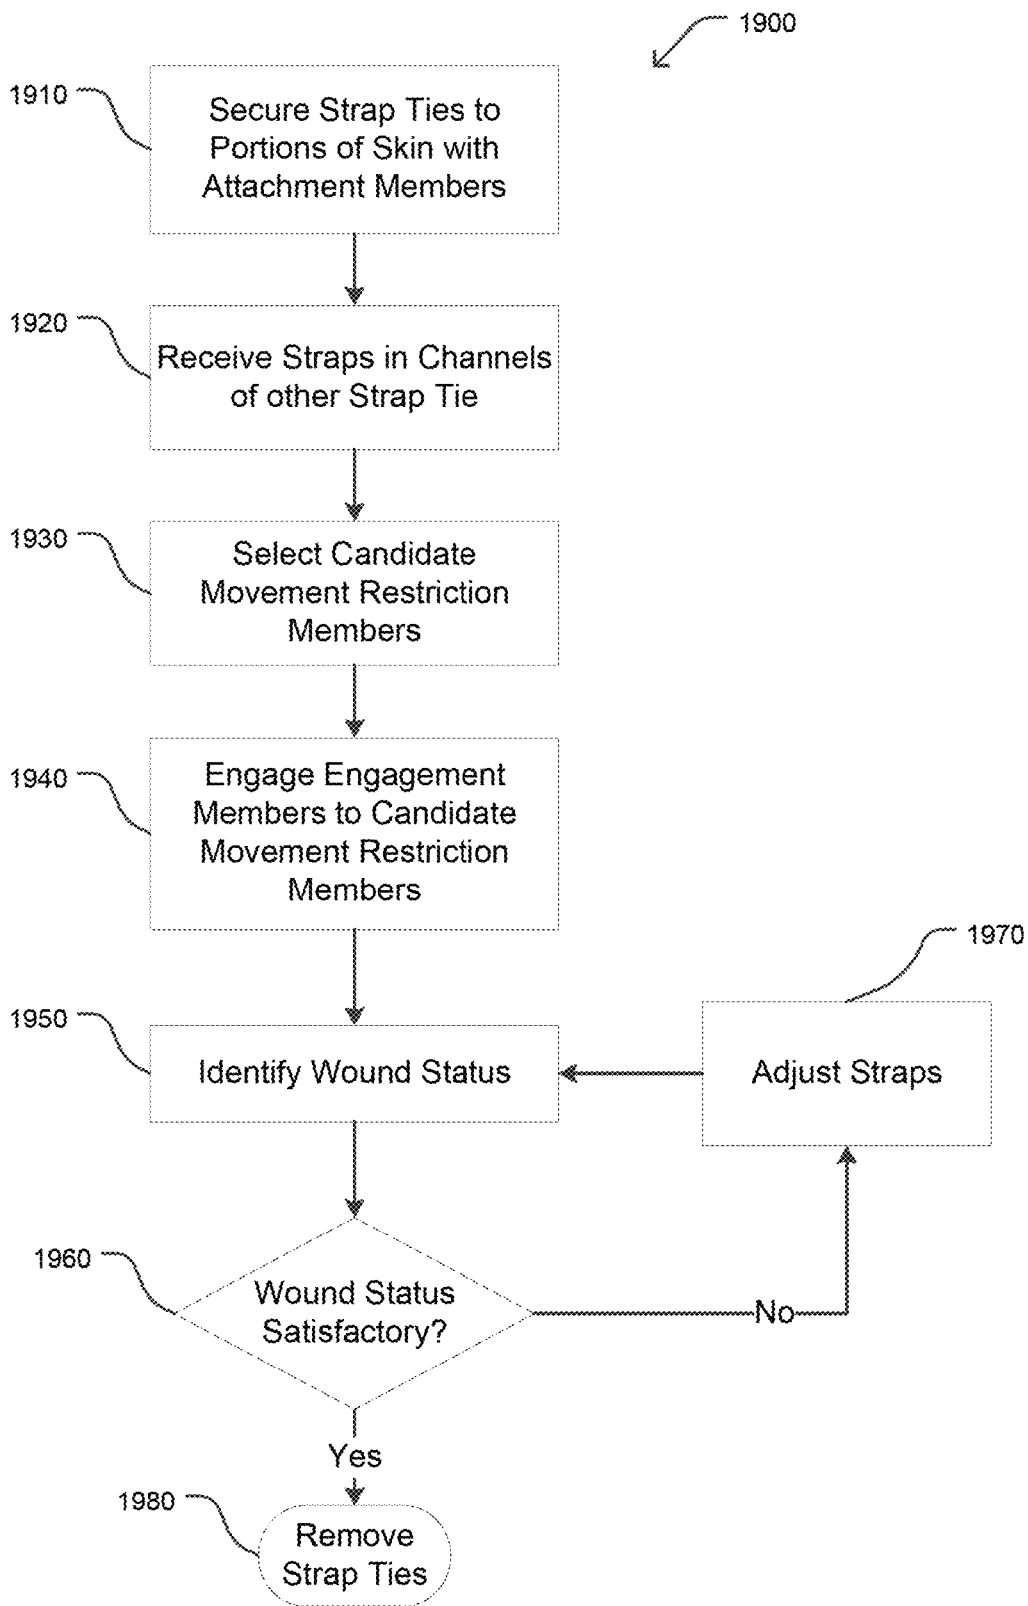 1900
1910
Secure Strap Ties to
Portions of Skin with
Attachment Members
1920
Receive Straps in Channels
of other Strap Tie
1930
Select Candidate
Movement Restriction
Members
1940
Engage Engagement
Members to Candidate
Movement Restriction
Members
1970
1950
Identify Wound Status
Adjust Straps
1960
Wound Status
Satisfactory?
No
Yes
1980
Remove
Strap Ties